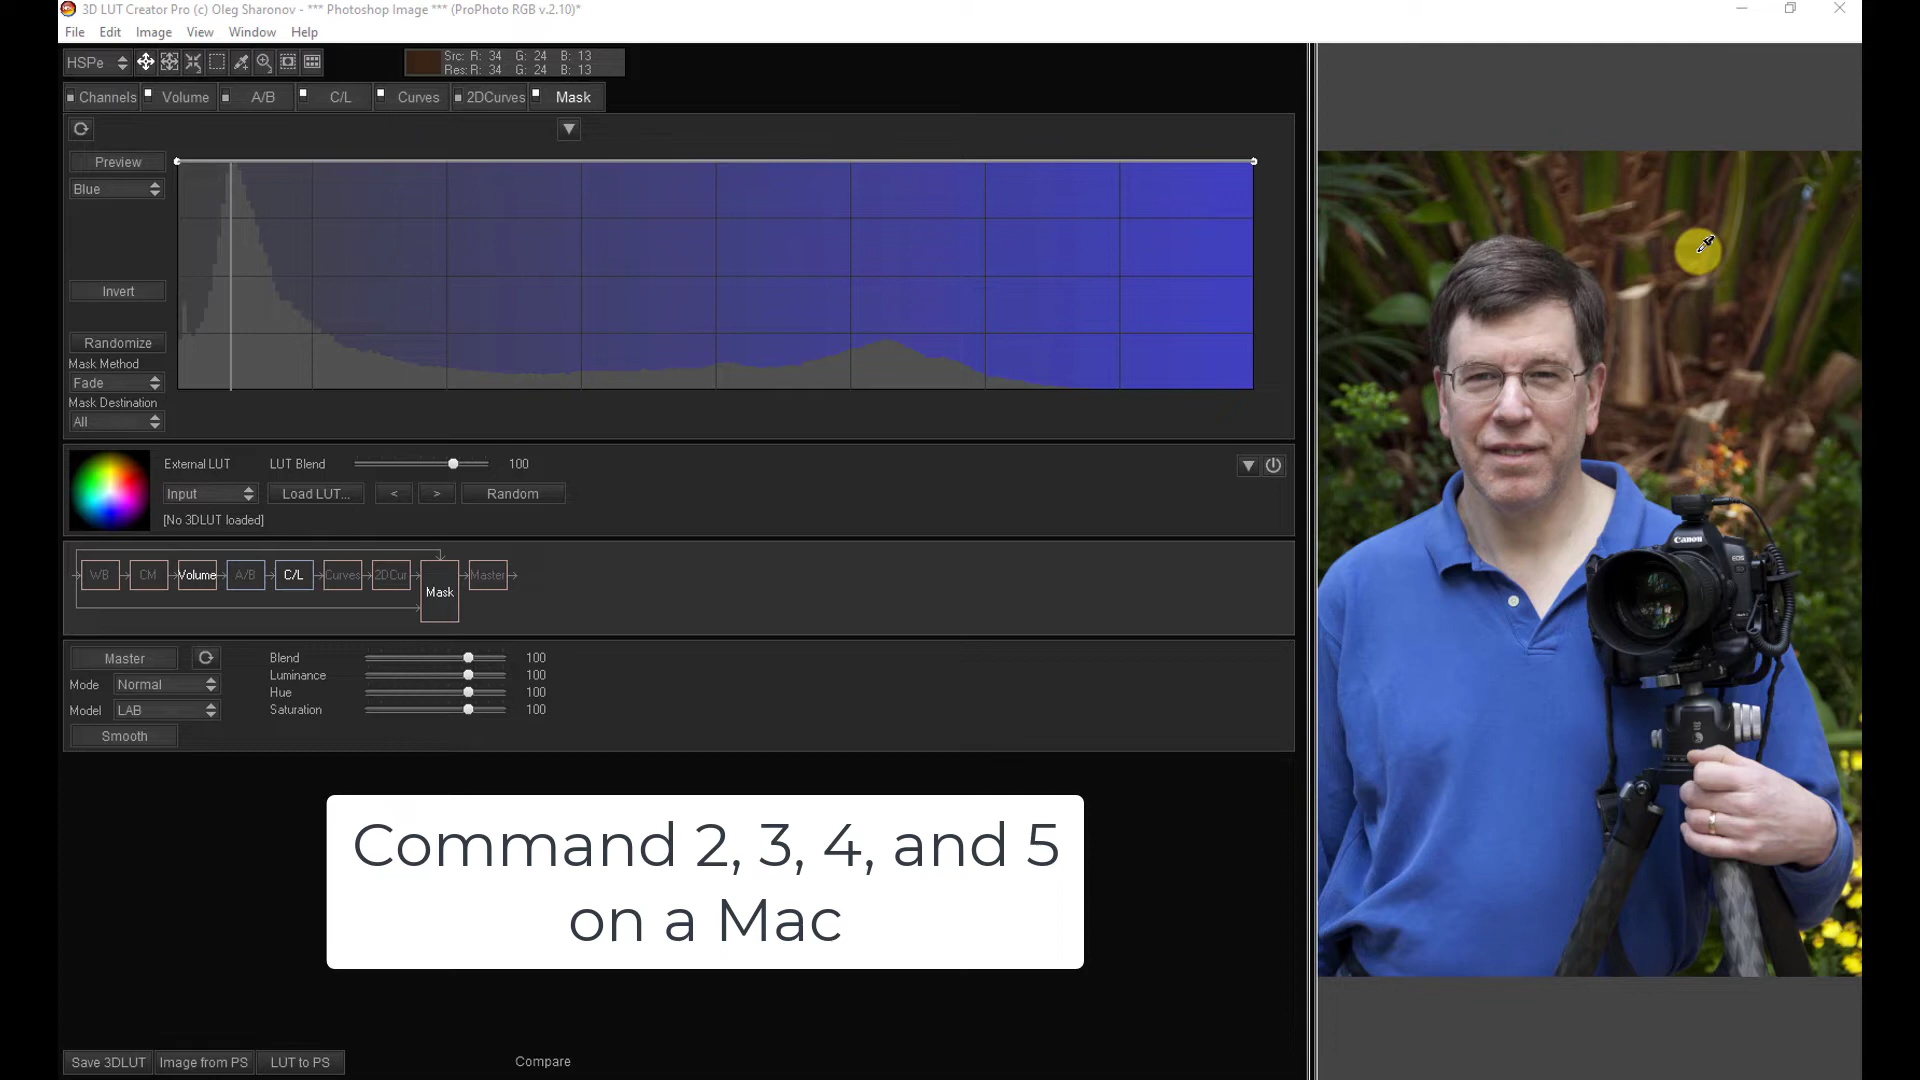 3D LUT Creator Pro (c) Oleg Sharonov - *** Photoshop Image *** (ProPhoto RGB v.2.10)*
File Edit Image View Window Help
HSPe
Src: R: 34 G: 24 B: 13
Res: R: 34 G: 24 B: 13
Channels Volume A/B C/L Curves 2DCurves Mask
Preview
Blue
Invert
Randomize
Mask Method
Fade
Mask Destination
All
External LUT LUT Blend 100
Input Load LUT... < > Random
[No 3DLUT loaded]
WB CM Volume A/B C/L Curves 2DCur Mask Master
Master Blend 100
Luminance 100
Mode Normal
Hue 100
Model LAB
Saturation 100
Smooth
Canon
EOS
Command 2, 3, 4, and 5
on a Mac
Save 3DLUT Image from PS LUT to PS Compare